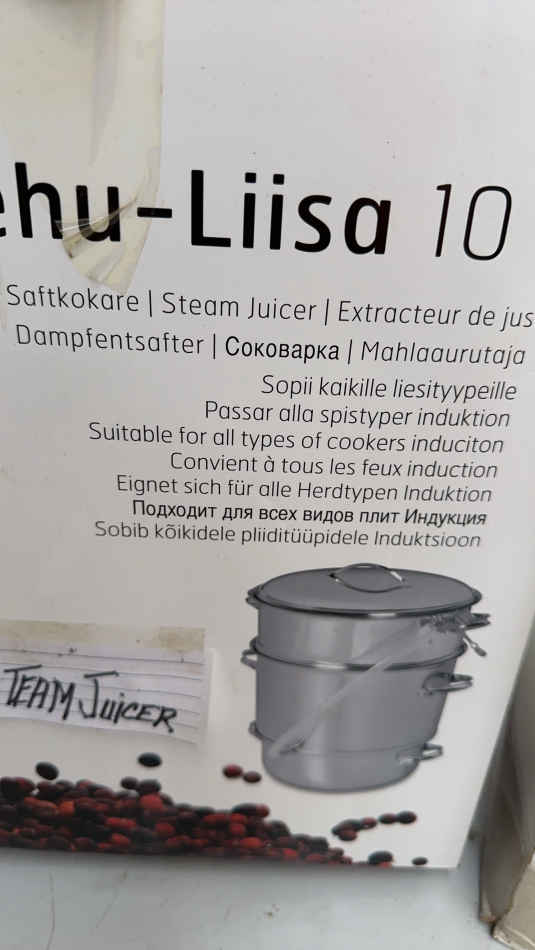 ehu-Liisa 10
Saftkokare | Steam Juicer | Extracteur de jus
Dampfentsafter | Соковарка | Mahlaaurutaja
Sopii kaikille liesityypeille
Passar alla spistyper induktion
Suitable for all types of cookers induciton
Convient à tous les feux induction
Eignet sich für alle Herdtypen Induktion
Подходит для всех видов плит Индукция
Sobib kõikidele pliiditüüpidele Induktsioon
TEAM JUICER